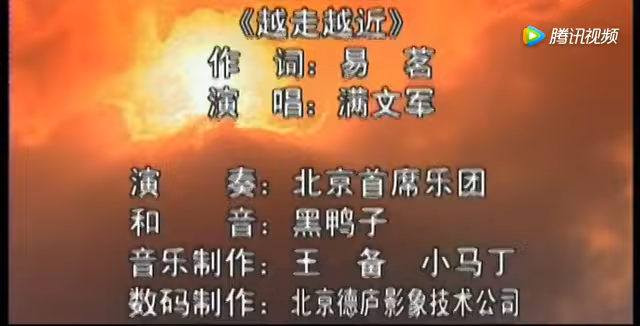 《越走越近》
腾讯视频
作 词：易 茗
演 唱：满文军
演 奏：北京首席乐团
和 音：黑鸭子
音乐制作：王 备 小马丁
数码制作：北京德庐影象技术公司